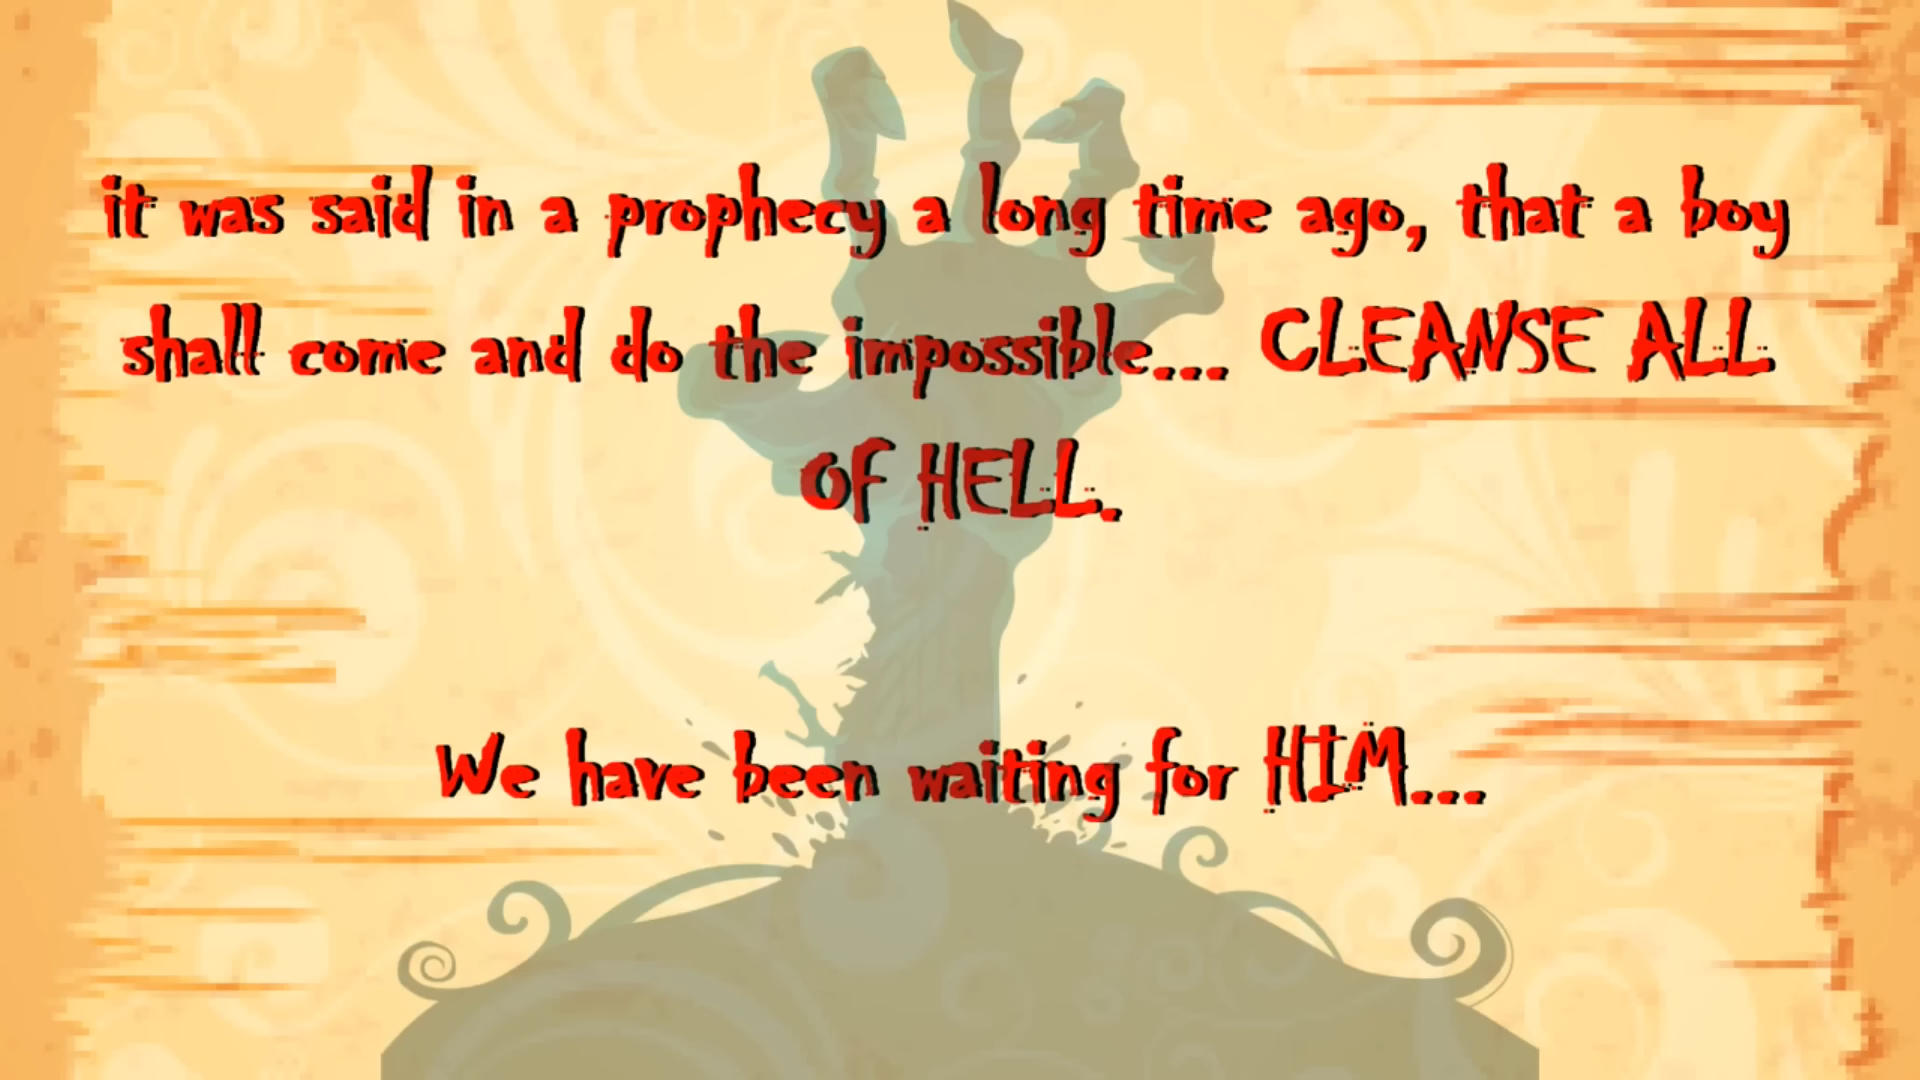 it was said in a prophecy a long time ago, that a boy
shall come and do the impossible... CLEANSE ALL
OF HELL.
We have been waiting for HIM...